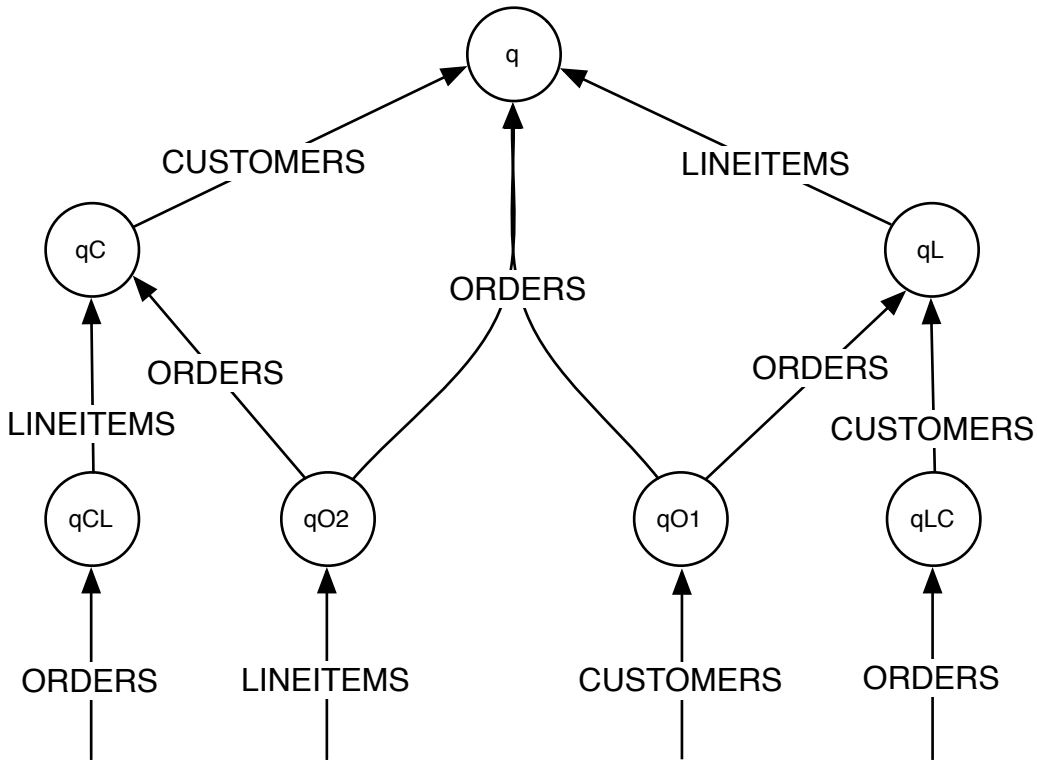 q
CUSTOMERS
LINEITEMS
qC
qL
ORDERS
ORDERS
ORDERS
LINEITEMS
CUSTOMERS
qCL
qO2
qO1
qLC
ORDERS
LINEITEMS
CUSTOMERS
ORDERS